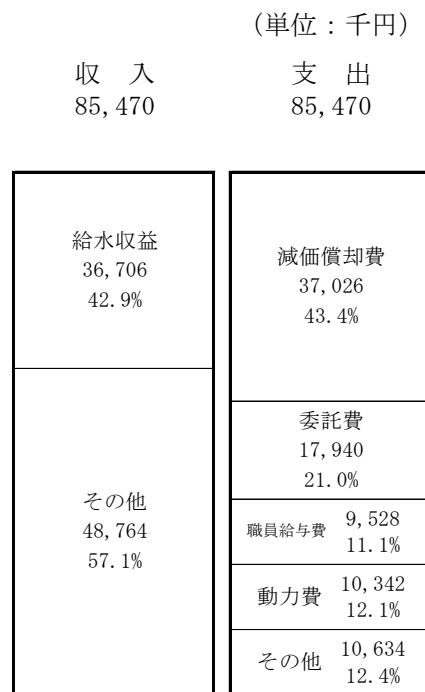 (単位：千円)
収　入
85,470
支　出
85,470
給水収益
36,706
42.9%
その他
48,764
57.1%
減価償却費
37,026
43.4%
委託費
17,940
21.0%
職員給与費 9,528
11.1%
動力費 10,342
12.1%
その他 10,634
12.4%